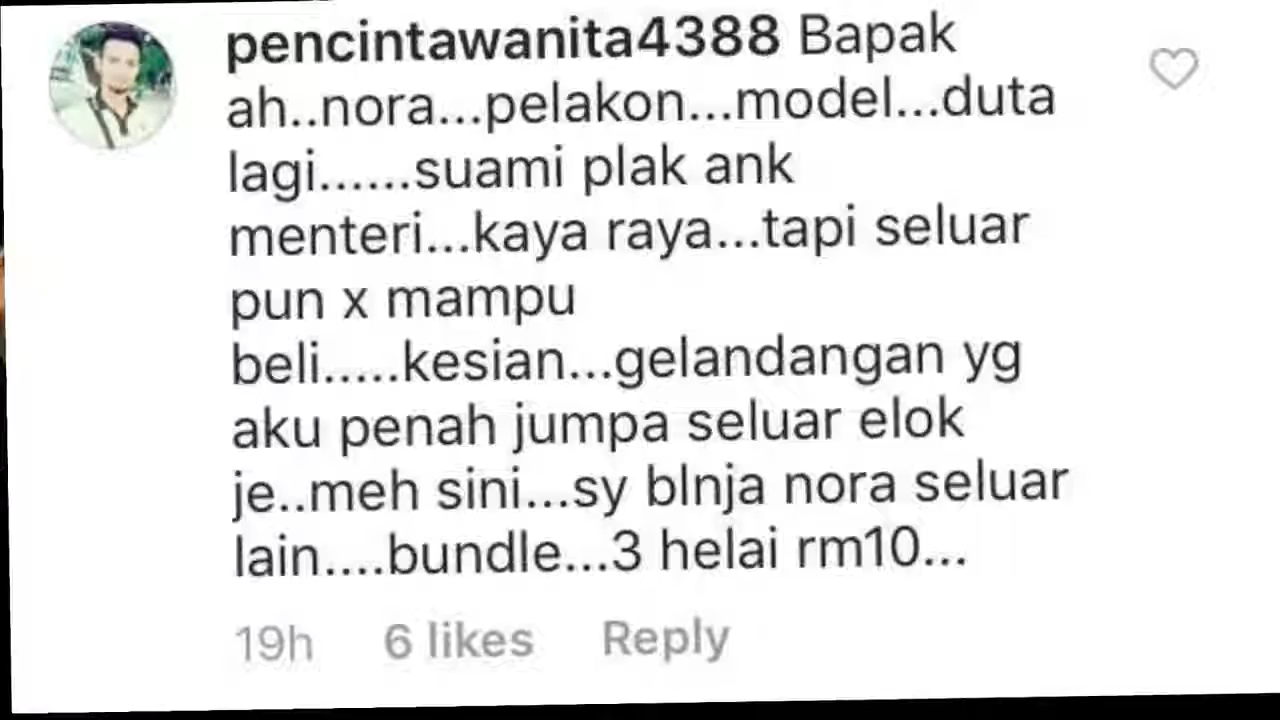 pencintawanita4388 Bapak
ah..nora...pelakon...model...duta
lagi......suami plak ank
menteri...kaya raya...tapi seluar
pun x mampu
beli.....kesian...gelandangan yg
aku penah jumpa seluar elok
je..meh sini...sy blnja nora seluar
lain....bundle...3 helai rm10...
19h 6 likes Reply